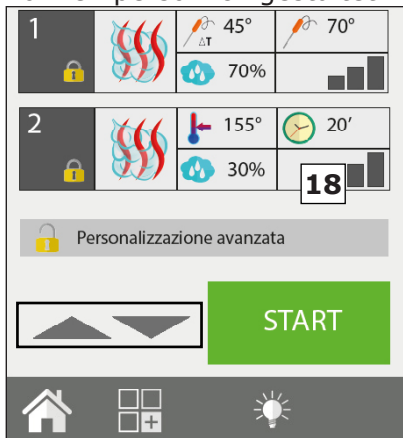 1 45° 70°
ΔT
70%
2 155° 20’
30%
18
Personalizzazione avanzata
START